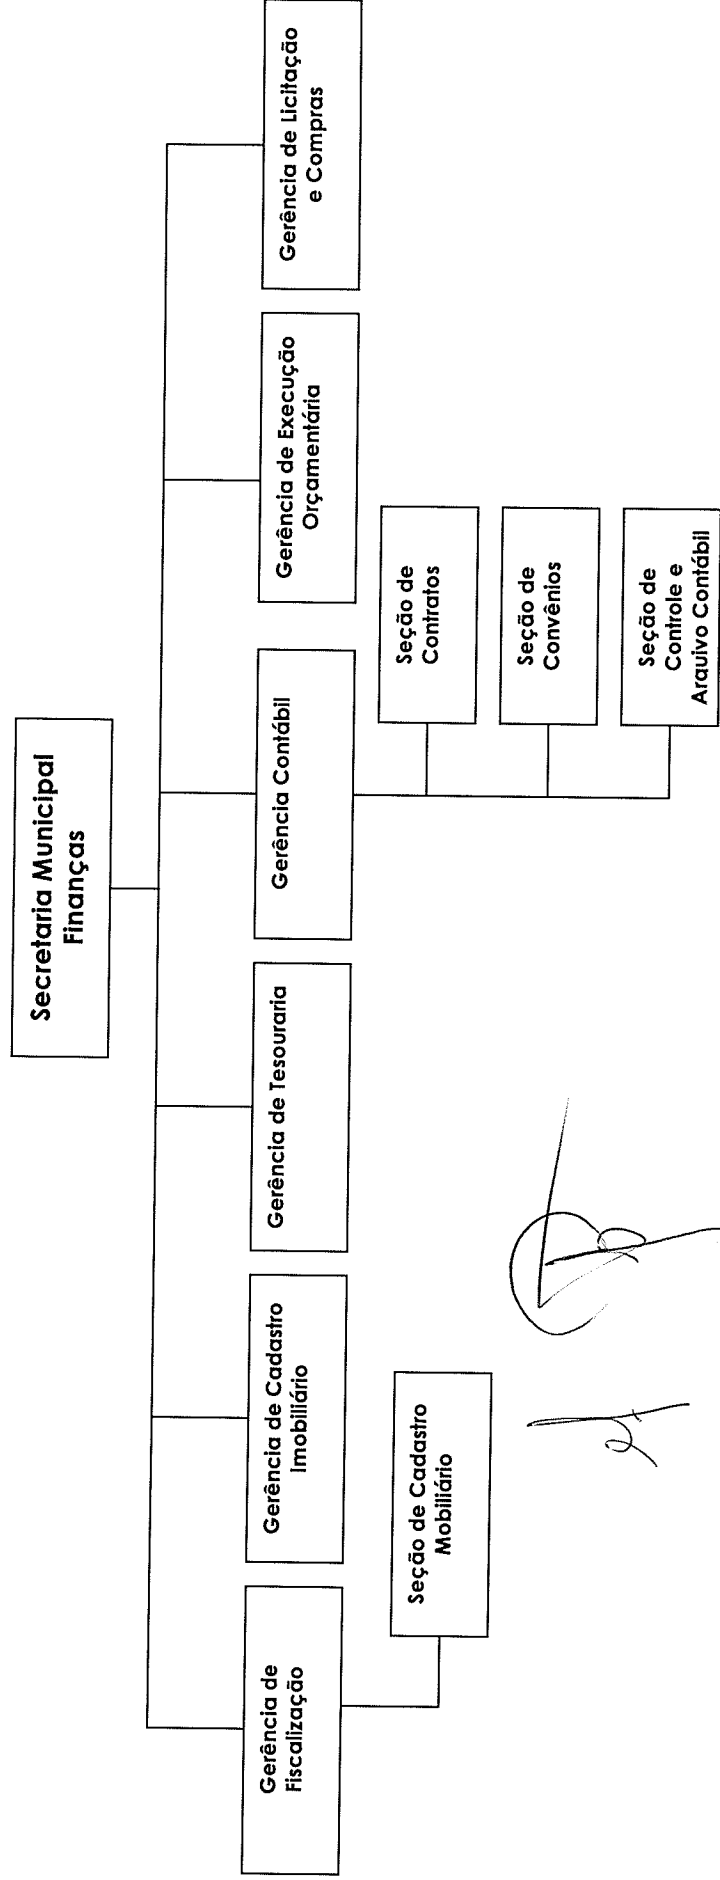 Secretaria Municipal
Finanças
Gerência de
Fiscalização
Gerência de Cadastro
Imobiliário
Gerência de Tesouraria
Gerência Contábil
Gerência de Execução
Orçamentária
Gerência de Licitação
e Compras
Seção de Cadastro
Mobiliário
Seção de
Contratos
Seção de
Convênios
Seção de
Controle e
Arquivo Contábil